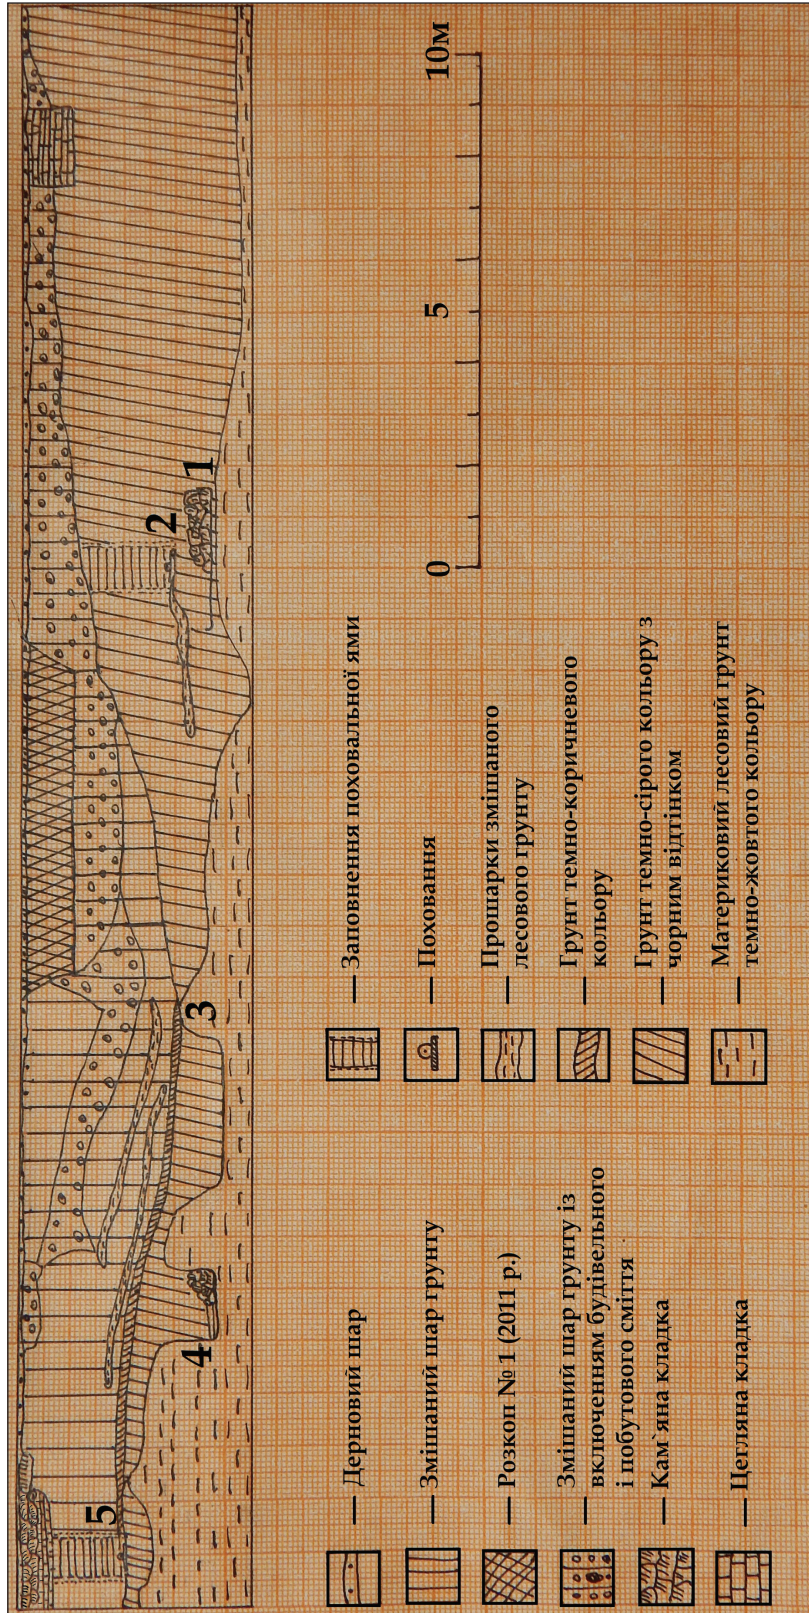 5
4
3
2
1
0
5
10м
— Дерновий шар
— Змішаний шар грунту
— Розкоп № 1 (2011 р.)
— Змішаний шар грунту із
включенням будівельного
і побутового сміття
— Кам`яна кладка
— Цегляна кладка
— Заповнення поховальної ями
— Поховання
— Прошарки змішаного
лесового грунту
— Грунт темно-коричневого
кольору
— Грунт темно-сірого кольору з
чорним відтінком
— Материковий лесовий грунт
темно-жовтого кольору